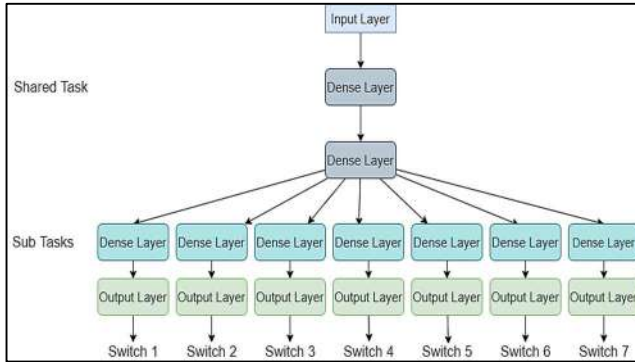 Input Layer
Shared Task
Dense Layer
Dense Layer
Sub Tasks
Dense Layer Dense Layer Dense Layer Dense Layer Dense Layer Dense Layer Dense Layer
Output Layer Output Layer Output Layer Output Layer Output Layer Output Layer Output Layer
Switch 1 Switch 2 Switch 3 Switch 4 Switch 5 Switch 6 Switch 7